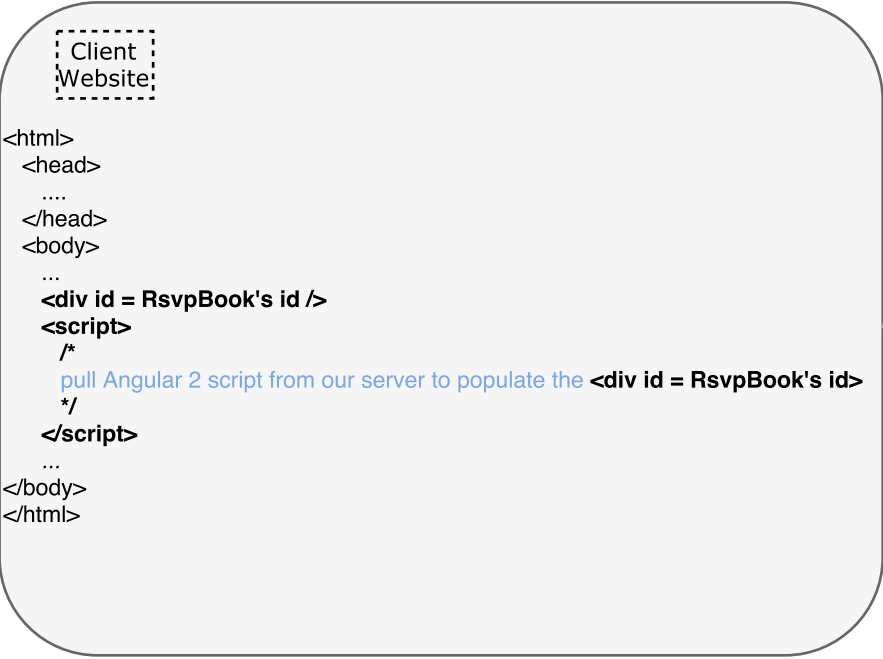 Client
Website
<html>
<head>
....
</head>
<body>
...
<div id = RsvpBook's id />
<script>
/*
pull Angular 2 script from our server to populate the <div id = RsvpBook's id>
*/
</script>
...
</body>
</html>